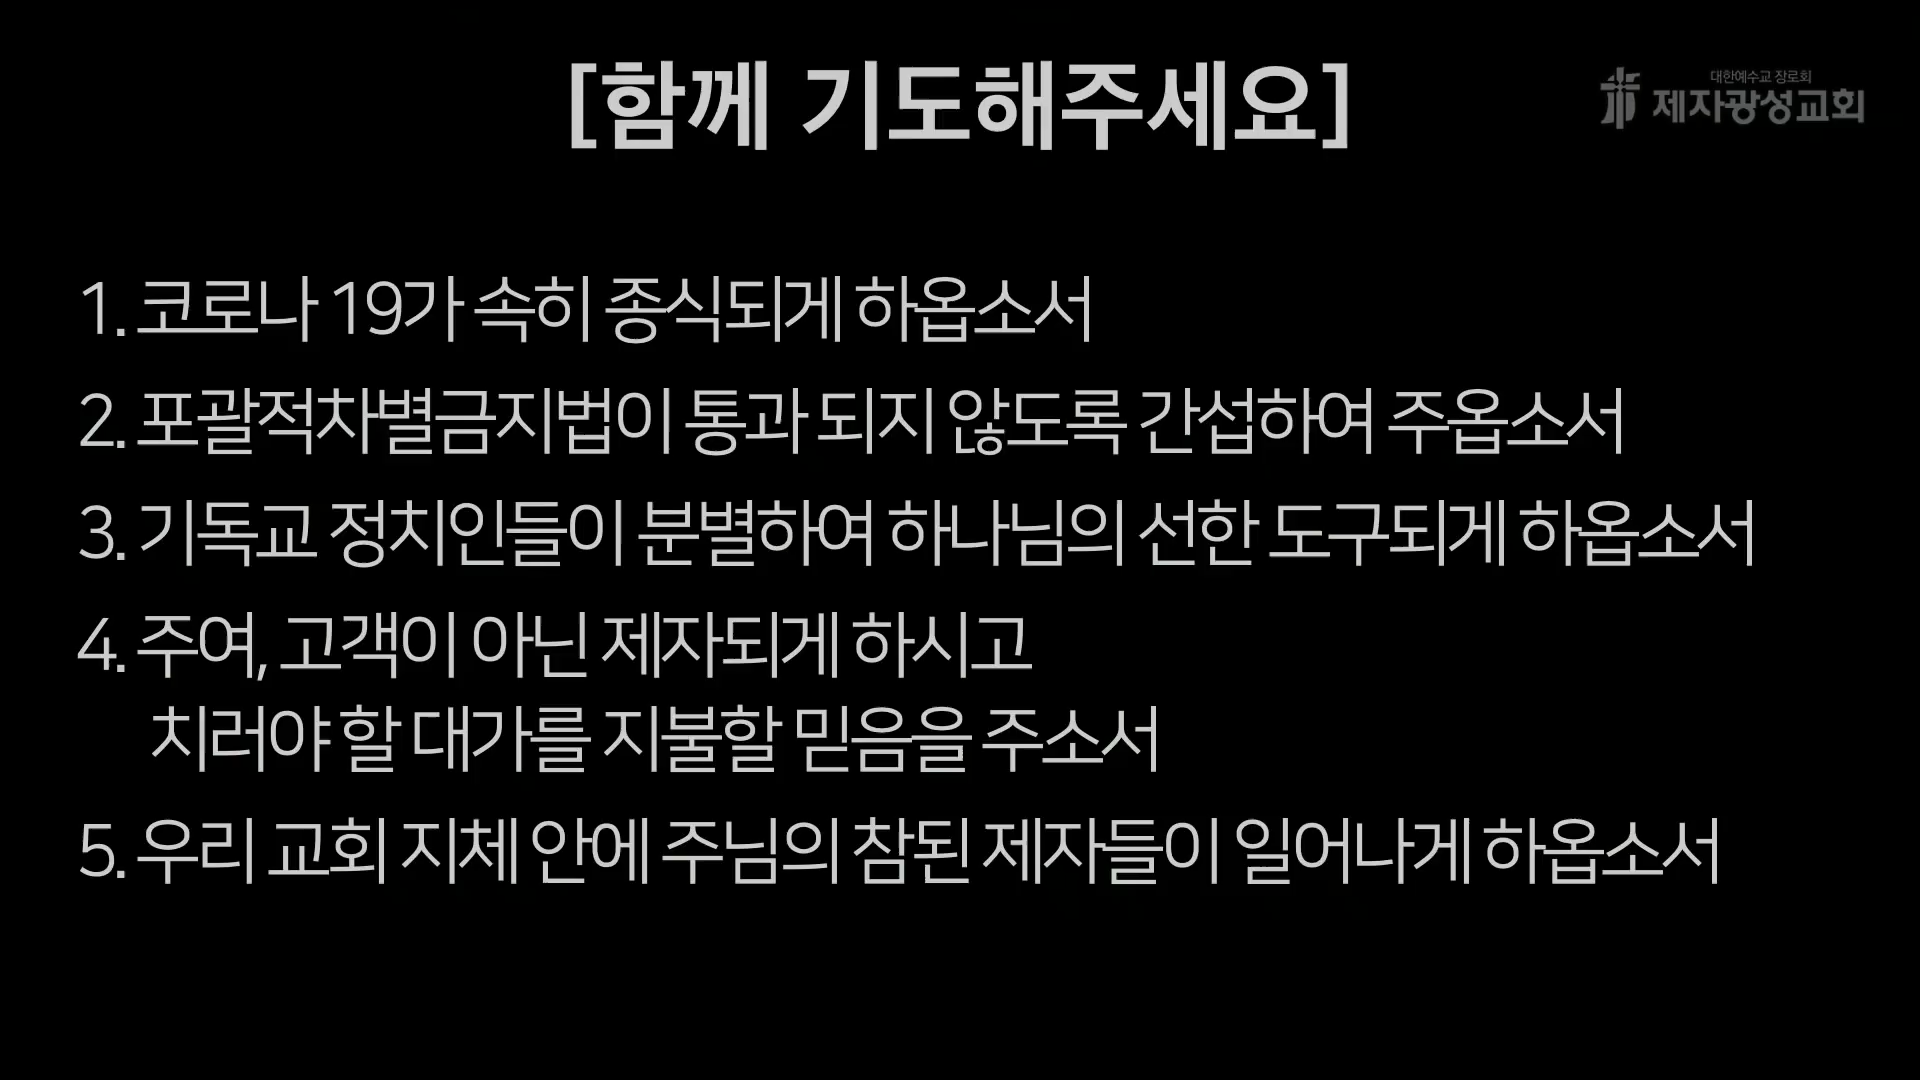 [함께 기도해주세요]
대한예수교 장로회
제자광성교회
1. 코로나 19가 속히 종식되게 하옵소서
2. 포괄적차별금지법이 통과 되지 않도록 간섭하여 주옵소서
3. 기독교 정치인들이 분별하여 하나님의 선한 도구되게 하옵소서
4. 주여, 고객이 아닌 제자되게 하시고
치러야 할 대가를 지불할 믿음을 주소서
5. 우리 교회 지체 안에 주님의 참된 제자들이 일어나게 하옵소서